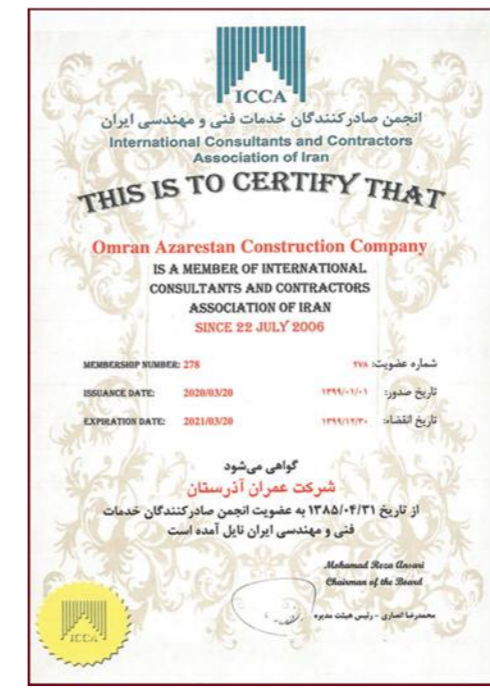 ICCA
انجمن صادرکنندگان خدمات فنی و مهندسی ایران
International Consultants and Contractors
Association of Iran
THIS IS TO CERTIFY THAT
Omran Azarestan Construction Company
IS A MEMBER OF INTERNATIONAL
CONSULTANTS AND CONTRACTORS
ASSOCIATION OF IRAN
SINCE 22 JULY 2006
MEMBERSHIP NUMBER: 278
شماره عضویت: ۲۷۸
ISSUANCE DATE: 2020/03/20
تاریخ صدور: ۱۳۹۹/۰۱/۰۱
EXPIRATION DATE: 2021/03/20
تاریخ انقضاء: ۱۳۹۹/۱۲/۳۰
گواهی می‌شود
شرکت عمران آذرستان
از تاریخ ۱۳۸۵/۰۴/۳۱ به عضویت انجمن صادرکنندگان خدمات
فنی و مهندسی ایران نایل آمده است
Mohamad Reza Ansari
Chairman of the Board
محمدرضا انصاری - رئیس هیئت مدیره
ICCA